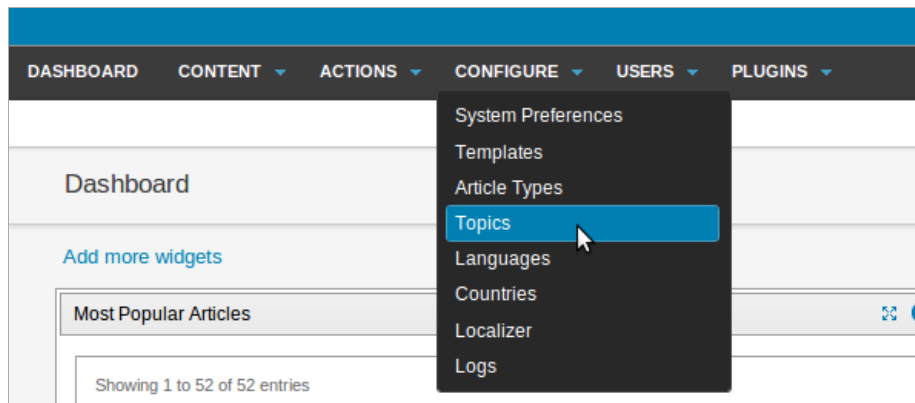 DASHBOARD CONTENT ACTIONS CONFIGURE USERS PLUGINS
System Preferences
Templates
Dashboard
Article Types
Topics
Add more widgets
Languages
Countries
Most Popular Articles
Localizer
Logs
Showing 1 to 52 of 52 entries